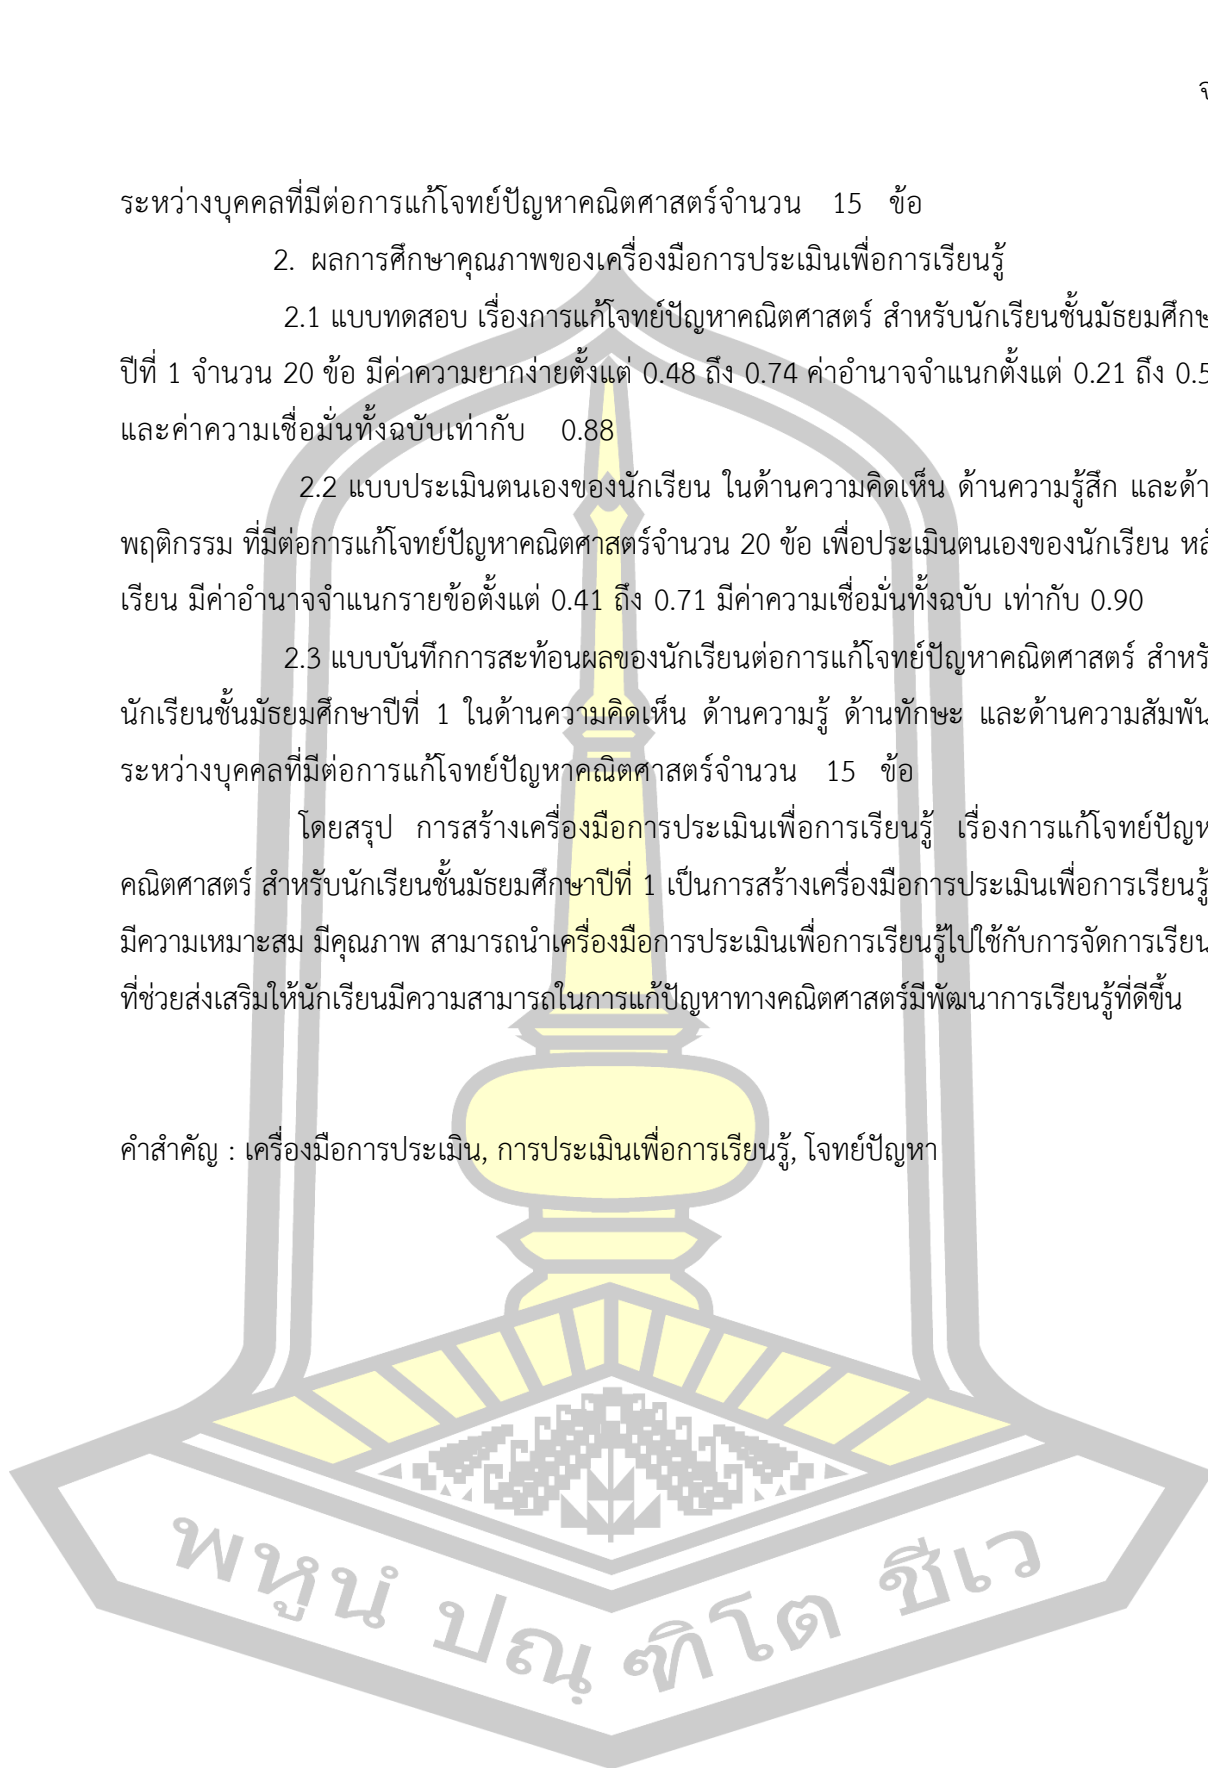 จ
ระหว่างบุคคลที่มีต่อการแก้โจทย์ปัญหาคณิตศาสตร์จำนวน 15 ข้อ
2. ผลการศึกษาคุณภาพของเครื่องมือการประเมินเพื่อการเรียนรู้
2.1 แบบทดสอบ เรื่องการแก้โจทย์ปัญหาคณิตศาสตร์ สำหรับนักเรียนชั้นมัธยมศึกษ
ปีที่ 1 จำนวน 20 ข้อ มีค่าความยากง่ายตั้งแต่ 0.48 ถึง 0.74 ค่าอำนาจจำแนกตั้งแต่ 0.21 ถึง 0.5
และค่าความเชื่อมั่นทั้งฉบับเท่ากับ 0.88
2.2 แบบประเมินตนเองของนักเรียน ในด้านความคิดเห็น ด้านความรู้สึก และด้า
พฤติกรรม ที่มีต่อการแก้โจทย์ปัญหาคณิตศาสตร์จำนวน 20 ข้อ เพื่อประเมินตนเองของนักเรียน หลั
เรียน มีค่าอำนาจจำแนกรายข้อตั้งแต่ 0.41 ถึง 0.71 มีค่าความเชื่อมั่นทั้งฉบับ เท่ากับ 0.90
2.3 แบบบันทึกการสะท้อนผลของนักเรียนต่อการแก้โจทย์ปัญหาคณิตศาสตร์ สำหรั
นักเรียนชั้นมัธยมศึกษาปีที่ 1 ในด้านความคิดเห็น ด้านความรู้ ด้านทักษะ และด้านความสัมพัน
ระหว่างบุคคลที่มีต่อการแก้โจทย์ปัญหาคณิตศาสตร์จำนวน 15 ข้อ
โดยสรุป การสร้างเครื่องมือการประเมินเพื่อการเรียนรู้ เรื่องการแก้โจทย์ปัญห
คณิตศาสตร์ สำหรับนักเรียนชั้นมัธยมศึกษาปีที่ 1 เป็นการสร้างเครื่องมือการประเมินเพื่อการเรียนรู้
มีความเหมาะสม มีคุณภาพ สามารถนำเครื่องมือการประเมินเพื่อการเรียนรู้ไปใช้กับการจัดการเรียน
ที่ช่วยส่งเสริมให้นักเรียนมีความสามารถในการแก้ปัญหาทางคณิตศาสตร์มีพัฒนาการเรียนรู้ที่ดีขึ้น
คำสำคัญ : เครื่องมือการประเมิน, การประเมินเพื่อการเรียนรู้, โจทย์ปัญหา
พหูนํ ปณฺฑิโต ชีเว